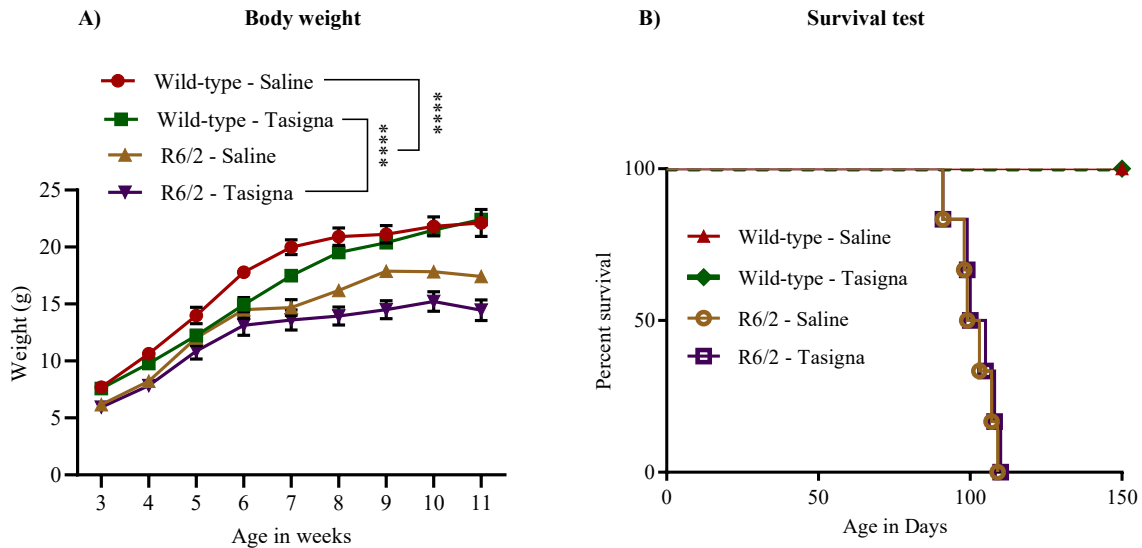 A) Body weight
Wild-type - Saline
Wild-type - Tasigna
R6/2 - Saline
R6/2 - Tasigna
****
****
25
20
15
10
5
0
Weight (g)
3 4 5 6 7 8 9 10 11
Age in weeks
B) Survival test
100
50
0
Percent survival
Wild-type - Saline
Wild-type - Tasigna
R6/2 - Saline
R6/2 - Tasigna
0 50 100 150
Age in Days